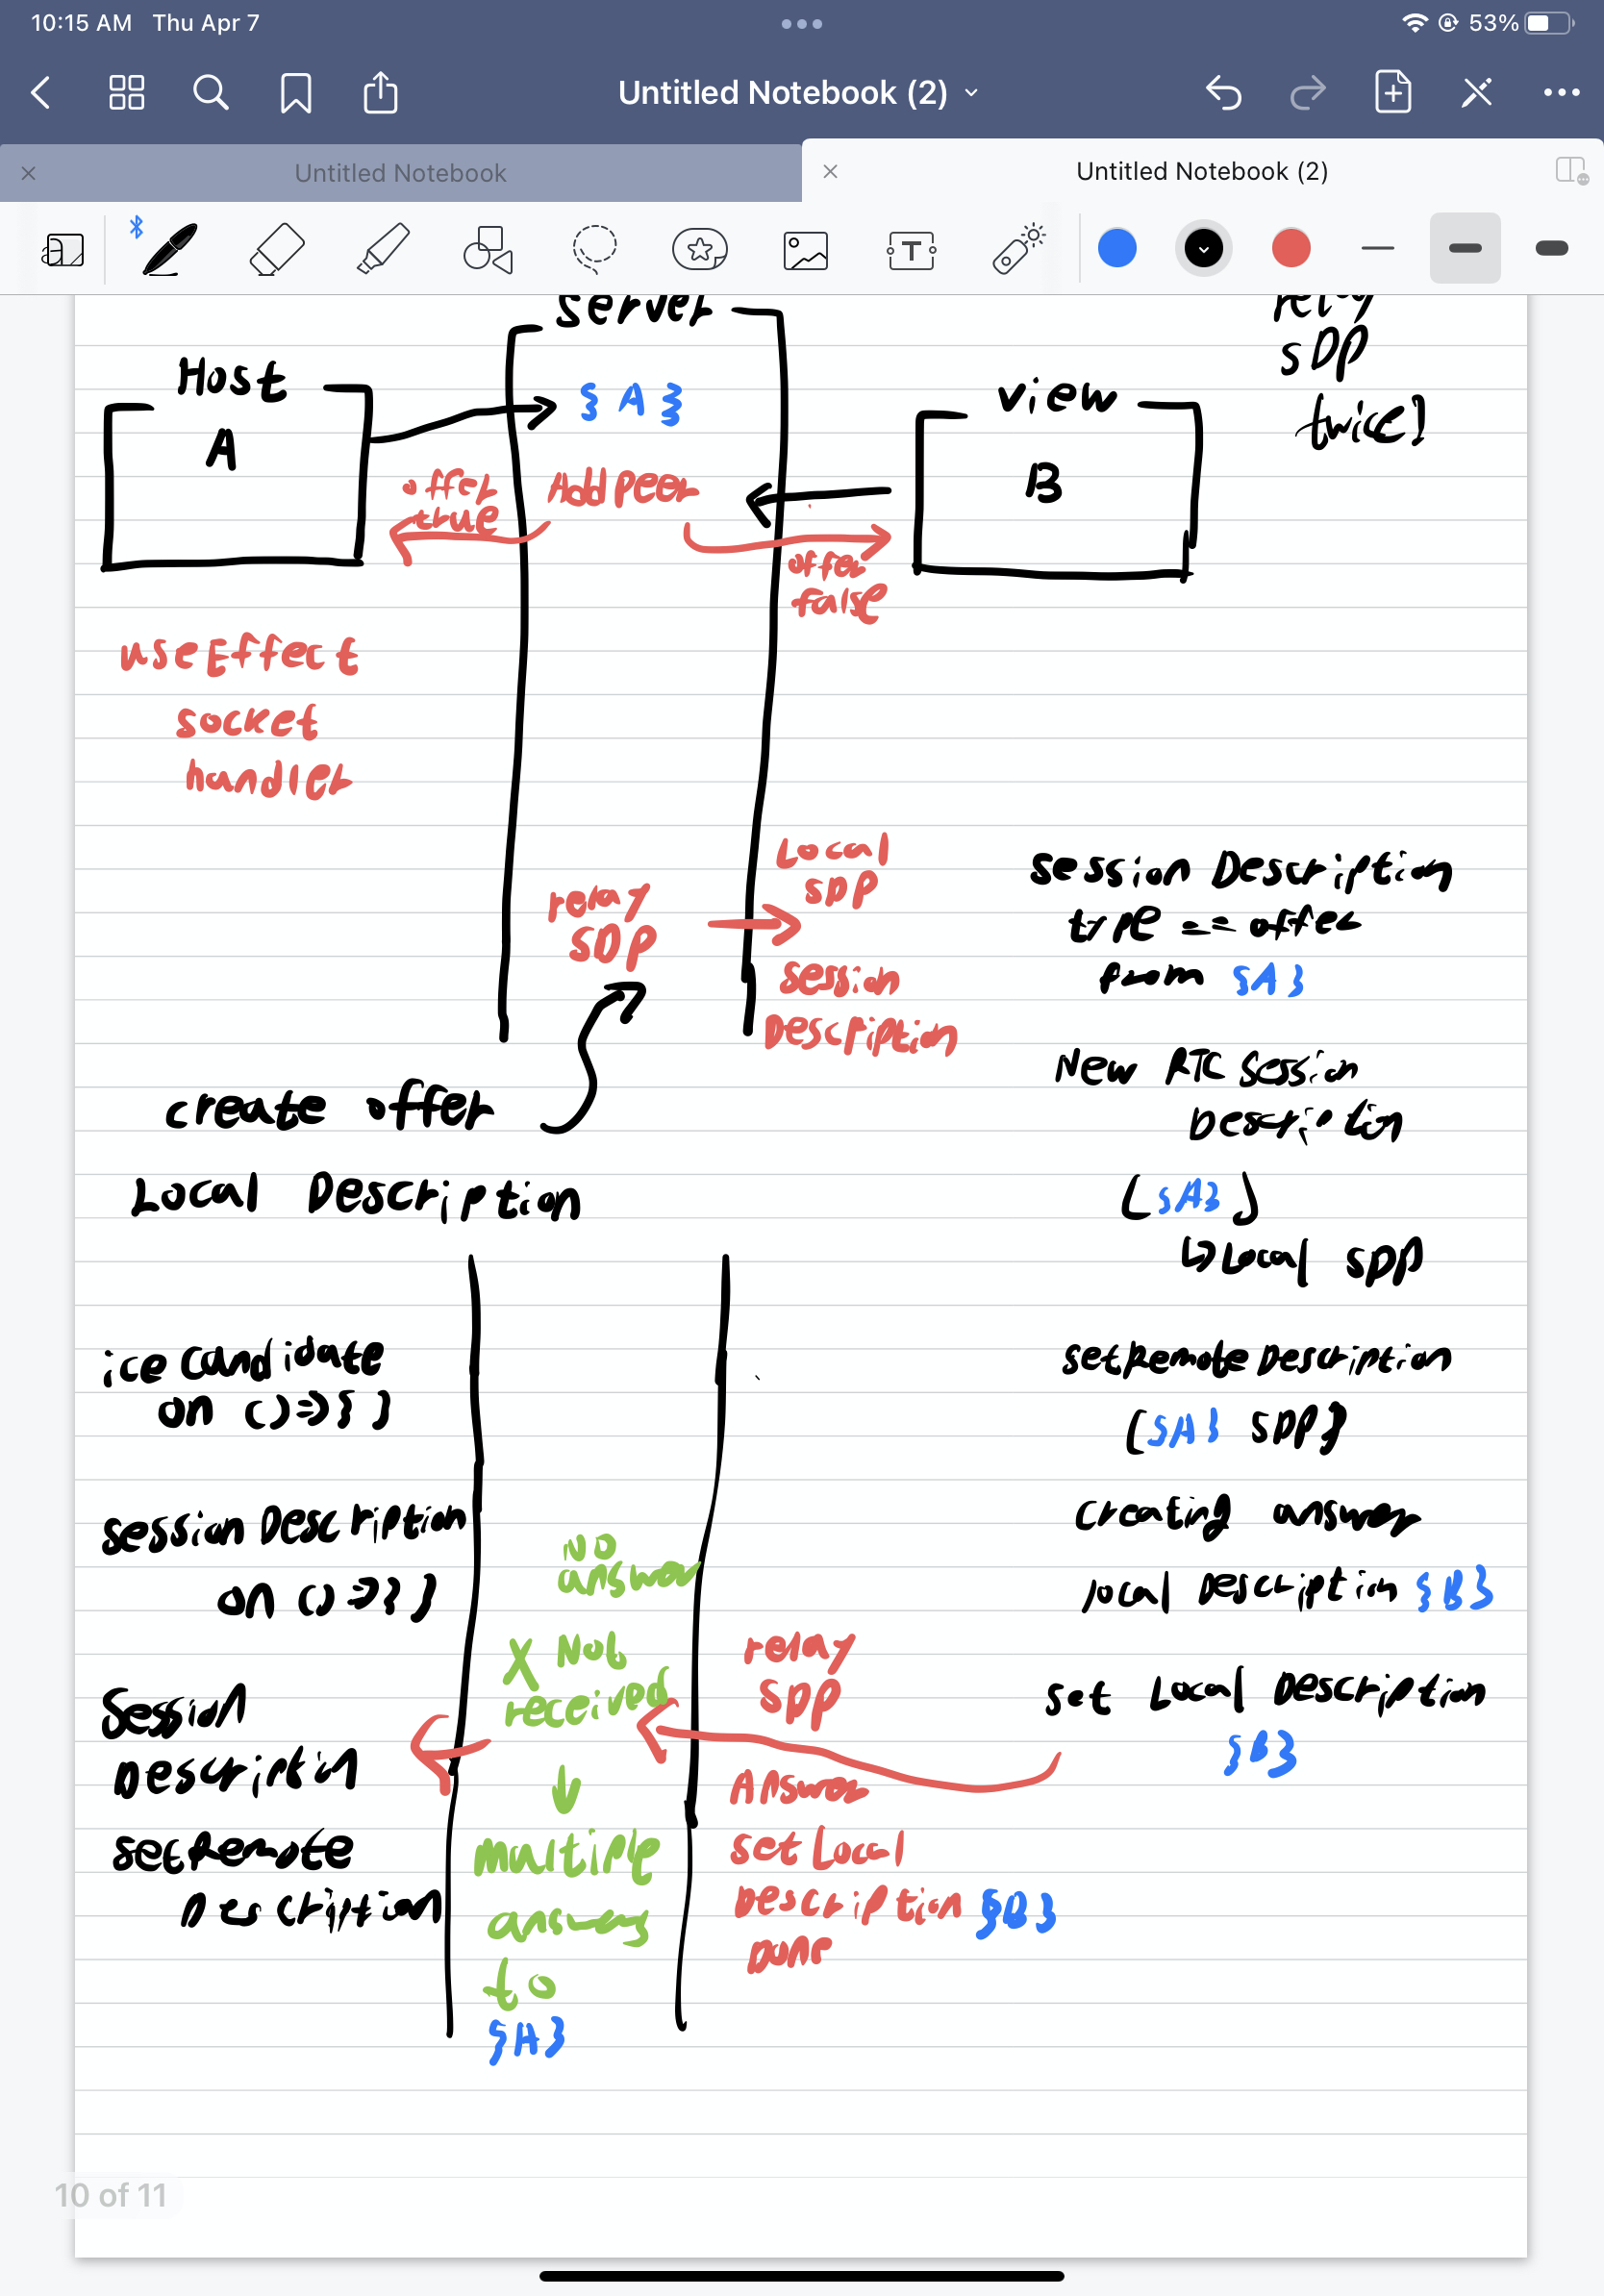 10:15 AM Thu Apr 7
53%
Untitled Notebook (2)
Untitled Notebook
Untitled Notebook (2)
T
server
relay
SDP
twice!
Host
A
{A}
view
B
offer
true
Add peer
offer
false
useEffect
socket
handler
relay
SDP
Local
SDP
session
Description
session Description
type == offer
from {A}
create offer
Local Description
New RTC Session
Description
({A})
↳ Local SDP
ice candidate
on () => { }
setRemote Description
({A} SDP)
session Description
on () => { }
creating answer
local Description {B}
set Local Description
{B}
No
answer
X Not
received
↓
multiple
answers
to
{A}
relay
SDP
Answer
set Local
Description {B}
Done
Session
Descriptin
setRemote
Description
10 of 11